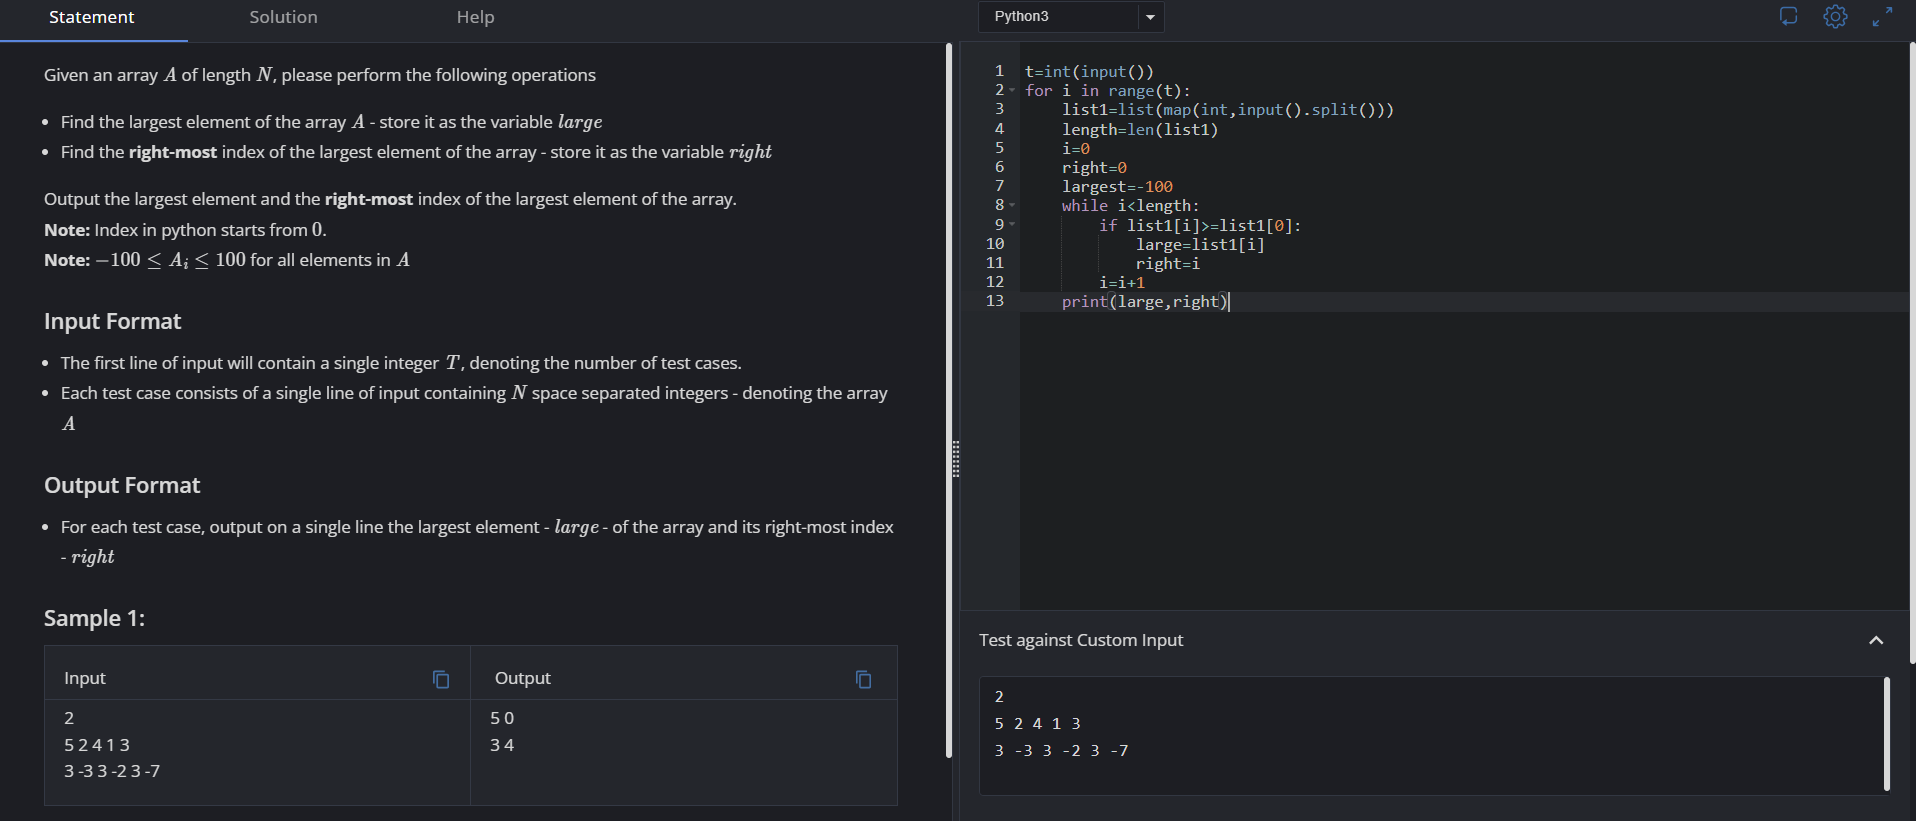 Statement
Solution
Help
Given an array A of length N, please perform the following operations
• Find the largest element of the array A - store it as the variable large
• Find the right-most index of the largest element of the array - store it as the variable right
Output the largest element and the right-most index of the largest element of the array.
Note: Index in python starts from 0.
Note: −100 ≤ Ai ≤ 100 for all elements in A
Input Format
• The first line of input will contain a single integer T, denoting the number of test cases.
• Each test case consists of a single line of input containing N space separated integers - denoting the array
A
Output Format
• For each test case, output on a single line the largest element - large - of the array and its right-most index
- right
Sample 1:
Input
Output
2
5 2 4 1 3
3 -3 3 -2 3 -7
5 0
3 4
Python3
1 t=int(input())
2 for i in range(t):
3     list1=list(map(int,input().split()))
4     length=len(list1)
5     i=0
6     right=0
7     largest=-100
8     while i<length:
9         if list1[i]>=list1[0]:
10             large=list1[i]
11             right=i
12         i=i+1
13     print(large,right)
Test against Custom Input
2
5 2 4 1 3
3 -3 3 -2 3 -7